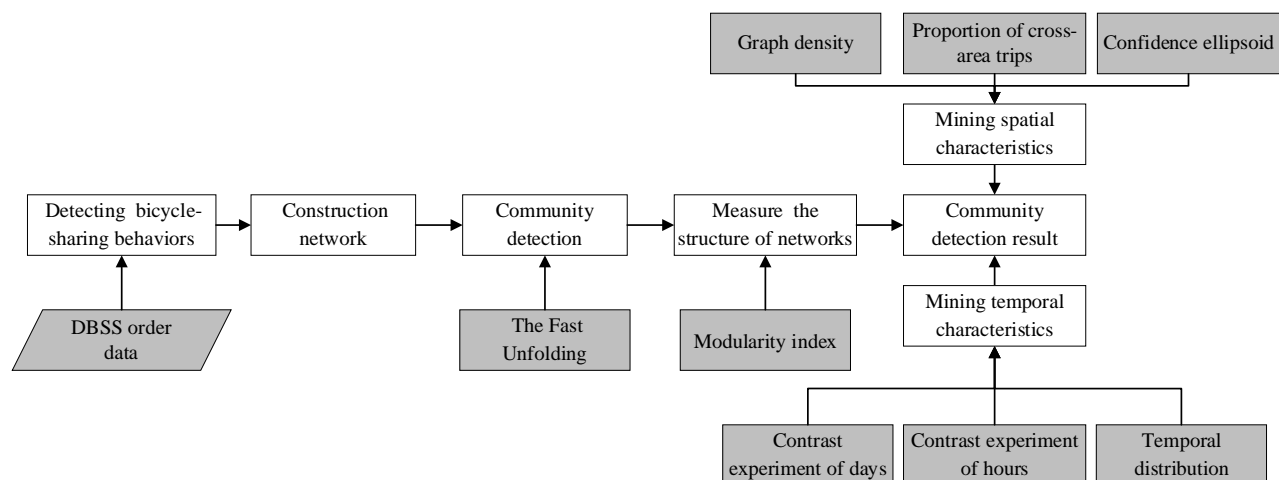 Graph density
Proportion of cross-
area trips
Confidence ellipsoid
Mining spatial
characteristics
Detecting bicycle-
sharing behaviors
Construction
network
Community
detection
Measure the
structure of networks
Community
detection result
DBSS order
data
The Fast
Unfolding
Modularity index
Mining temporal
characteristics
Contrast
experiment of days
Contrast experiment
of hours
Temporal
distribution